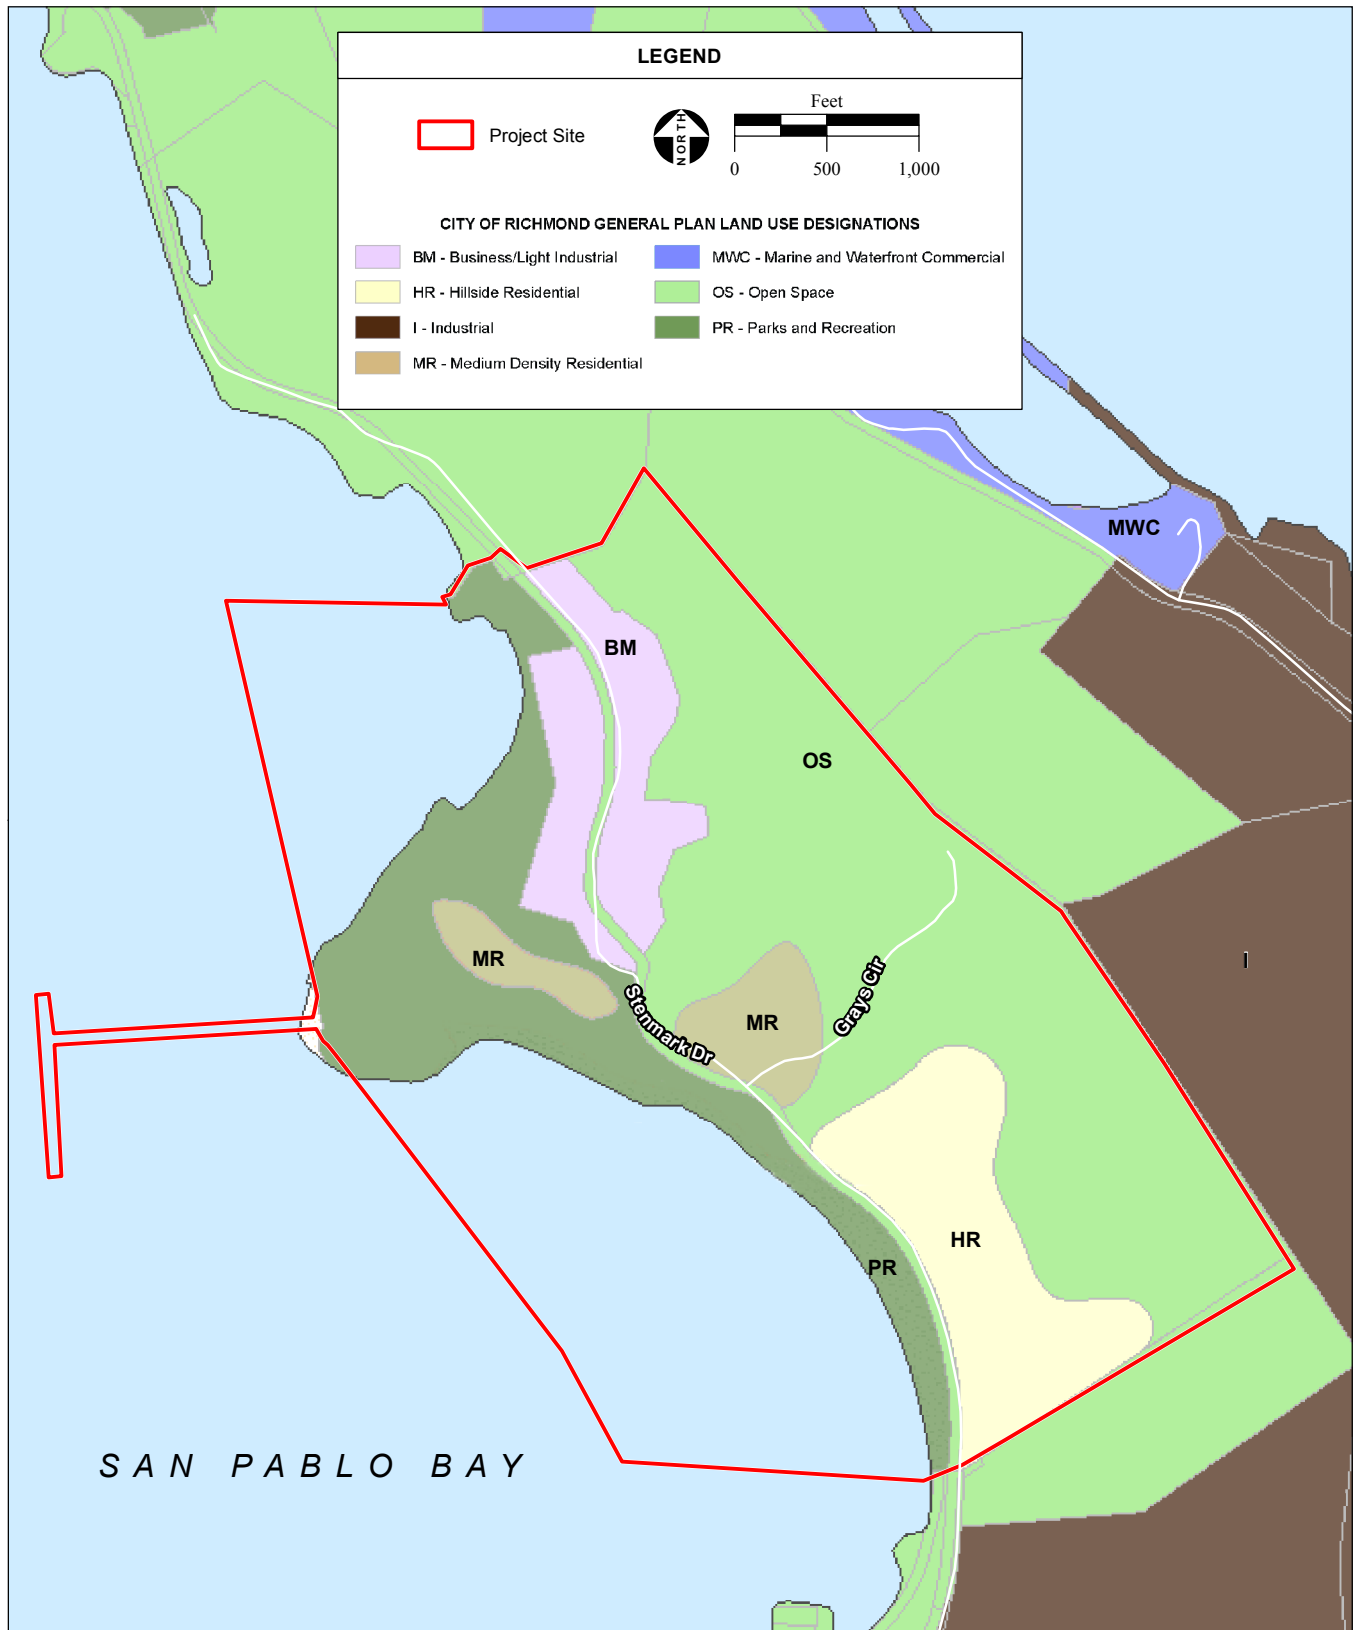 LEGEND
Project Site
NORTH
Feet
0 500 1,000
CITY OF RICHMOND GENERAL PLAN LAND USE DESIGNATIONS
BM - Business/Light Industrial
HR - Hillside Residential
I - Industrial
MR - Medium Density Residential
MWC - Marine and Waterfront Commercial
OS - Open Space
PR - Parks and Recreation
MWC
BM
OS
MR
I
Stenmark Dr
MR
Grays Cir
HR
PR
SAN PABLO BAY